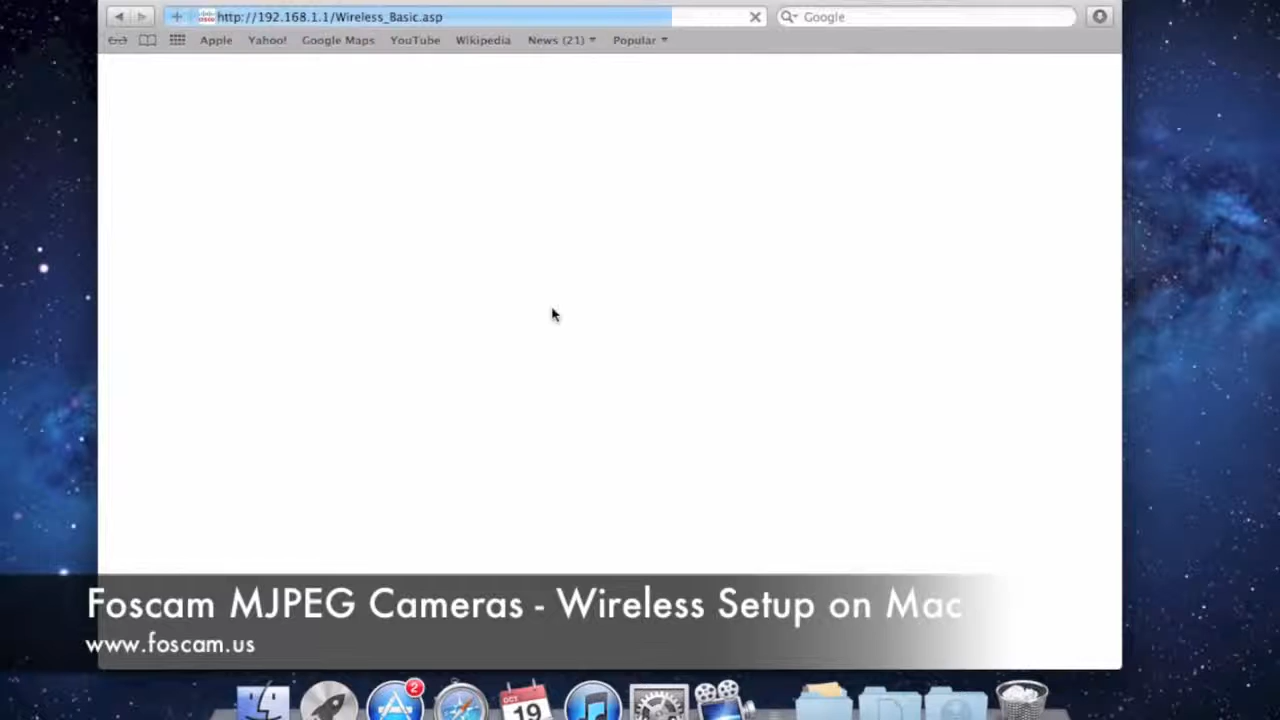 http://192.168.1.1/Wireless_Basic.asp
Google
Apple Yahoo! Google Maps YouTube Wikipedia News (21) Popular
Foscam MJPEG Cameras - Wireless Setup on Mac
www.foscam.us
2
OCT
19